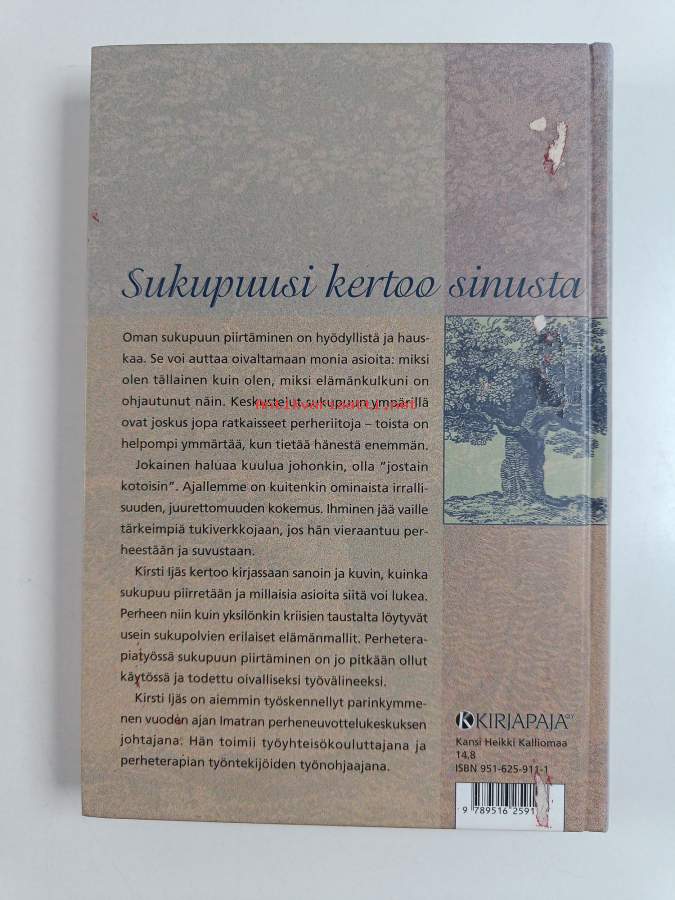 Sukupuusi kertoo sinusta
Oman sukupuun piirtäminen on hyödyllistä ja haus-
kaa. Se voi auttaa oivaltamaan monia asioita: miksi
olen tällainen kuin olen, miksi elämänkulkuni on
ohjautunut näin. Keskustelut sukupuun ympärillä
Antikvariaatti.net
ovat joskus jopa ratkaisseet perheriitoja – toista on
helpompi ymmärtää, kun tietää hänestä enemmän.
Jokainen haluaa kuulua johonkin, olla ”jostain
kotoisin”. Ajallemme on kuitenkin ominaista irralli-
suuden, juurettomuuden kokemus. Ihminen jää vaille
tärkeimpiä tukiverkkojaan, jos hän vieraantuu per-
heestään ja suvustaan.
Kirsti Ijäs kertoo kirjassaan sanoin ja kuvin, kuinka
sukupuu piirretään ja millaisia asioita siitä voi lukea.
Perheen niin kuin yksilönkin kriisien taustalta löytyvät
usein sukupolvien erilaiset elämänmallit. Perhetera-
piatyössä sukupuun piirtäminen on jo pitkään ollut
käytössä ja todettu oivalliseksi työvälineeksi.
Kirsti Ijäs on aiemmin työskennellyt parinkymme-
nen vuoden ajan Imatran perheneuvottelukeskuksen
johtajana. Hän toimii työyhteisökouluttajana ja
perheterapian työntekijöiden työnohjaajana.
KIRJAPAJA OY
Kansi Heikki Kalliomaa
14.8
ISBN 951-625-911-1
9 789516 2591